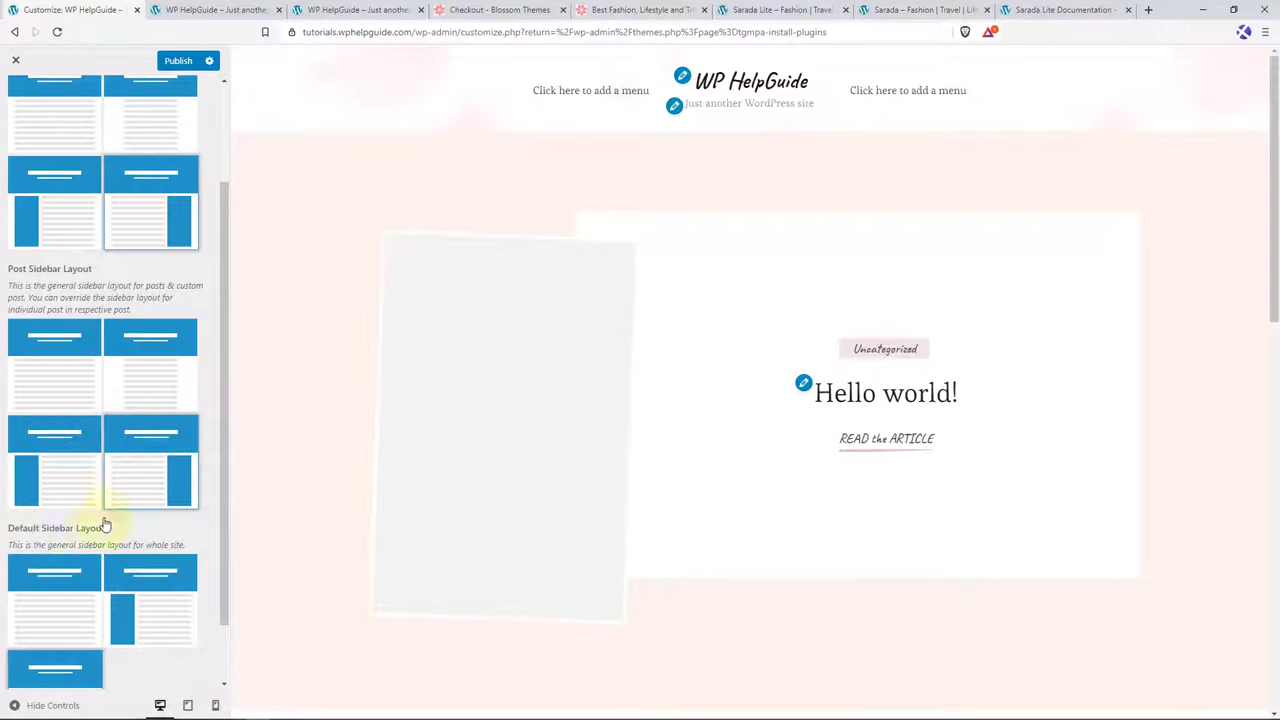 Customize: WP HelpGuide –
WP HelpGuide – Just anothe
WP HelpGuide – Just anothe
Checkout - Blossom Themes
Best Fashion, Lifestyle and Tr
Sarada Lite – Fashion | Travel
Sarada – Fashion | Travel | Life
Sarada Lite Documentation -
tutorials.wphelpguide.com/wp-admin/customize.php?return=%2Fwp-admin%2Fthemes.php%3Fpage%3Dtgmpa-install-plugins
Publish
Click here to add a menu
WP HelpGuide
Just another WordPress site
Click here to add a menu
Post Sidebar Layout
This is the general sidebar layout for posts & custom
post. You can override the sidebar layout for
individual post in respective post.
Default Sidebar Layout
This is the general sidebar layout for whole site.
Hide Controls
Uncategorized
Hello world!
READ the ARTICLE